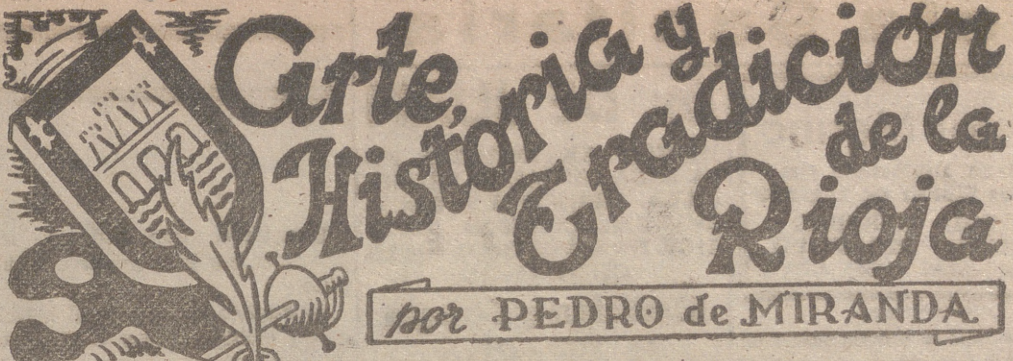 Arte,
Historia y
Tradición
de la
Rioja
por PEDRO de MIRANDA